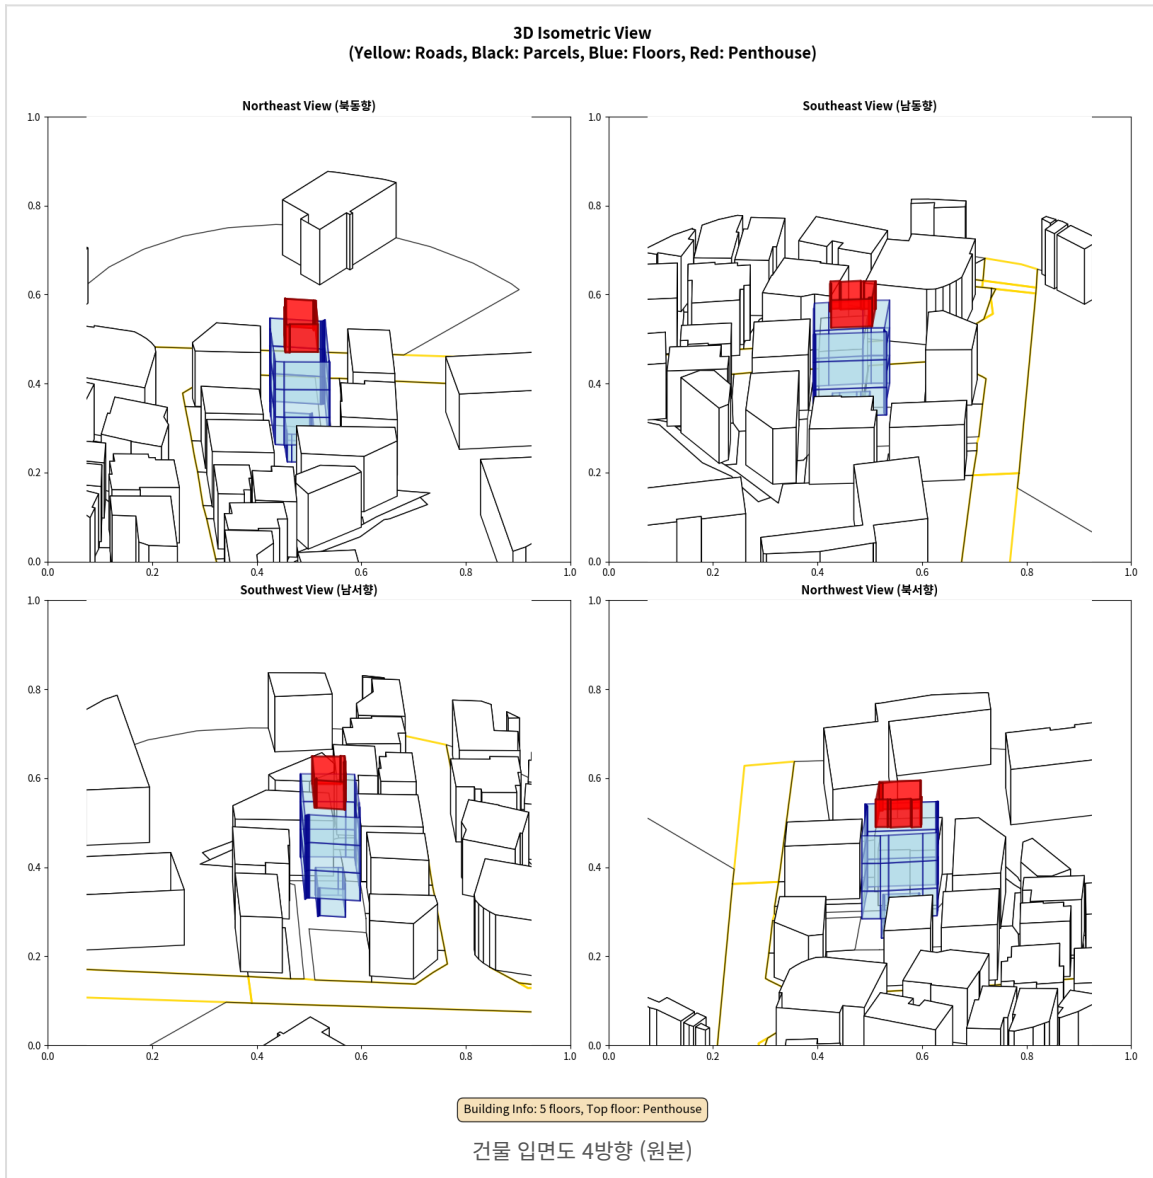 3D Isometric View
(Yellow: Roads, Black: Parcels, Blue: Floors, Red: Penthouse)
Northeast View (북동향)
1.0
0.8
0.6
0.4
0.2
0.0
0.0 0.2 0.4 0.6 0.8 1.0
Southeast View (남동향)
1.0
0.8
0.6
0.4
0.2
0.0
0.0 0.2 0.4 0.6 0.8 1.0
Southwest View (남서향)
1.0
0.8
0.6
0.4
0.2
0.0
0.0 0.2 0.4 0.6 0.8 1.0
Northwest View (북서향)
1.0
0.8
0.6
0.4
0.2
0.0
0.0 0.2 0.4 0.6 0.8 1.0
Building Info: 5 floors, Top floor: Penthouse
건물 입면도 4방향 (원본)